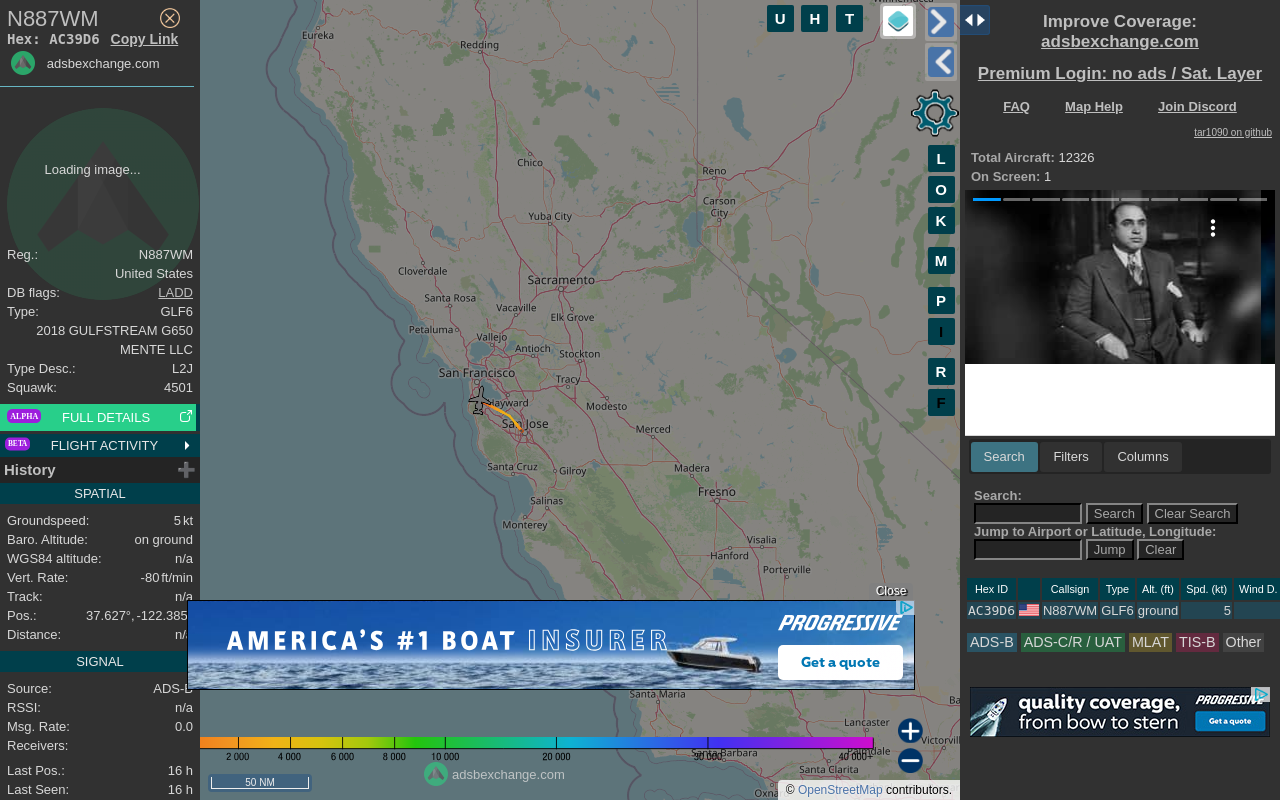 N887WM
Hex: AC39D6 Copy Link
adsbexchange.com
Loading image...
Reg.: N887WM
United States
DB flags: LADD
Type: GLF6
2018 GULFSTREAM G650
MENTE LLC
Type Desc.: L2J
Squawk: 4501
ALPHA FULL DETAILS
BETA FLIGHT ACTIVITY
History
SPATIAL
Groundspeed: 5 kt
Baro. Altitude: on ground
WGS84 altitude: n/a
Vert. Rate: -80 ft/min
Track: n/a
Pos.: 37.627°, -122.385
Distance: n/a
SIGNAL
Source: ADS-B
RSSI: n/a
Msg. Rate: 0.0
Receivers:
Last Pos.: 16 h
Last Seen: 16 h
U H T
L
O
K
M
P
I
R
F
Eureka
Redding
Chico
Reno
Carson
City
Yuba City
Cloverdale
Sacramento
Santa Rosa
Vacaville
Elk Grove
Petaluma
Vallejo
Antioch
Stockton
San Francisco
Tracy
Hayward
Modesto
San Jose
Merced
Santa Cruz
Gilroy
Madera
Fresno
Salinas
Monterey
Visalia
Hanford
Porterville
Close
AMERICA'S #1 BOAT INSURER
PROGRESSIVE
Get a quote
Santa Maria
Lancaster
Santa Barbara
Palmdale
Victorvil
Santa Clarita
Oxna
2 000 4 000 6 000 8 000 10 000 20 000 30 000 40 000+
adsbexchange.com
50 NM
© OpenStreetMap contributors.
Improve Coverage:
adsbexchange.com
Premium Login: no ads / Sat. Layer
FAQ Map Help Join Discord
tar1090 on github
Total Aircraft: 12326
On Screen: 1
Search Filters Columns
Search:
Search Clear Search
Jump to Airport or Latitude, Longitude:
Jump Clear
Hex ID Callsign Type Alt. (ft) Spd. (kt) Wind D.
AC39D6 N887WM GLF6 ground 5
ADS-B ADS-C/R / UAT MLAT TIS-B Other
quality coverage,
from bow to stern
PROGRESSIVE
Get a quote